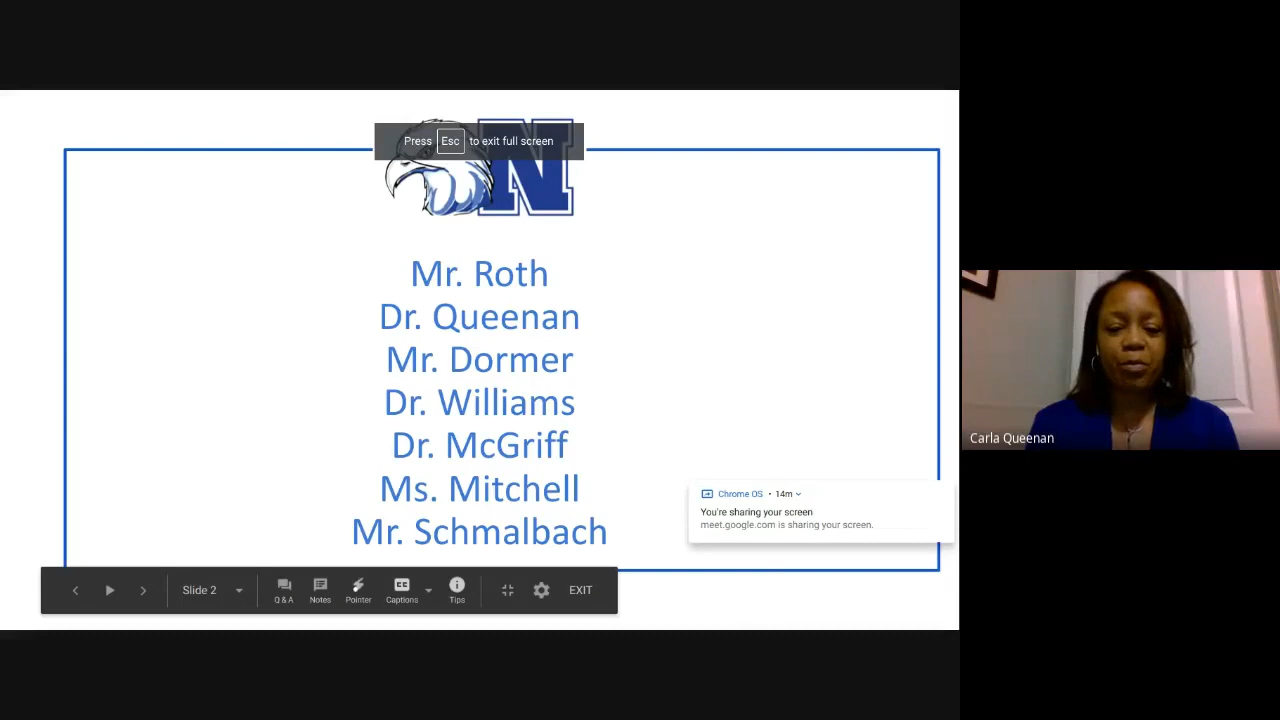 Press Esc to exit full screen
N
Mr. Roth
Dr. Queenan
Mr. Dormer
Dr. Williams
Dr. McGriff
Ms. Mitchell
Mr. Schmalbach
Chrome OS • 14m
You're sharing your screen
meet.google.com is sharing your screen.
Slide 2
Q & A
Notes
Pointer
CC
Captions
Tips
EXIT
Carla Queenan